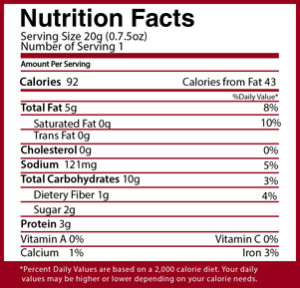 Nutrition Facts
Serving Size 20g (0.7.5oz)
Number of Serving 1
Amount Per Serving
Calories 92 Calories from Fat 43
%Daily Value*
Total Fat 5g 8%
Saturated Fat 0g 10%
Trans Fat 0g
Cholesterol 0g 0%
Sodium 121mg 5%
Total Carbohydrates 10g 3%
Dietery Fiber 1g 4%
Sugar 2g
Protein 3g
Vitamin A 0% Vitamin C 0%
Calcium 1% Iron 3%
*Percent Daily Values are based on a 2,000 calorie diet. Your daily
values may be higher or lower depending on your calorie needs.